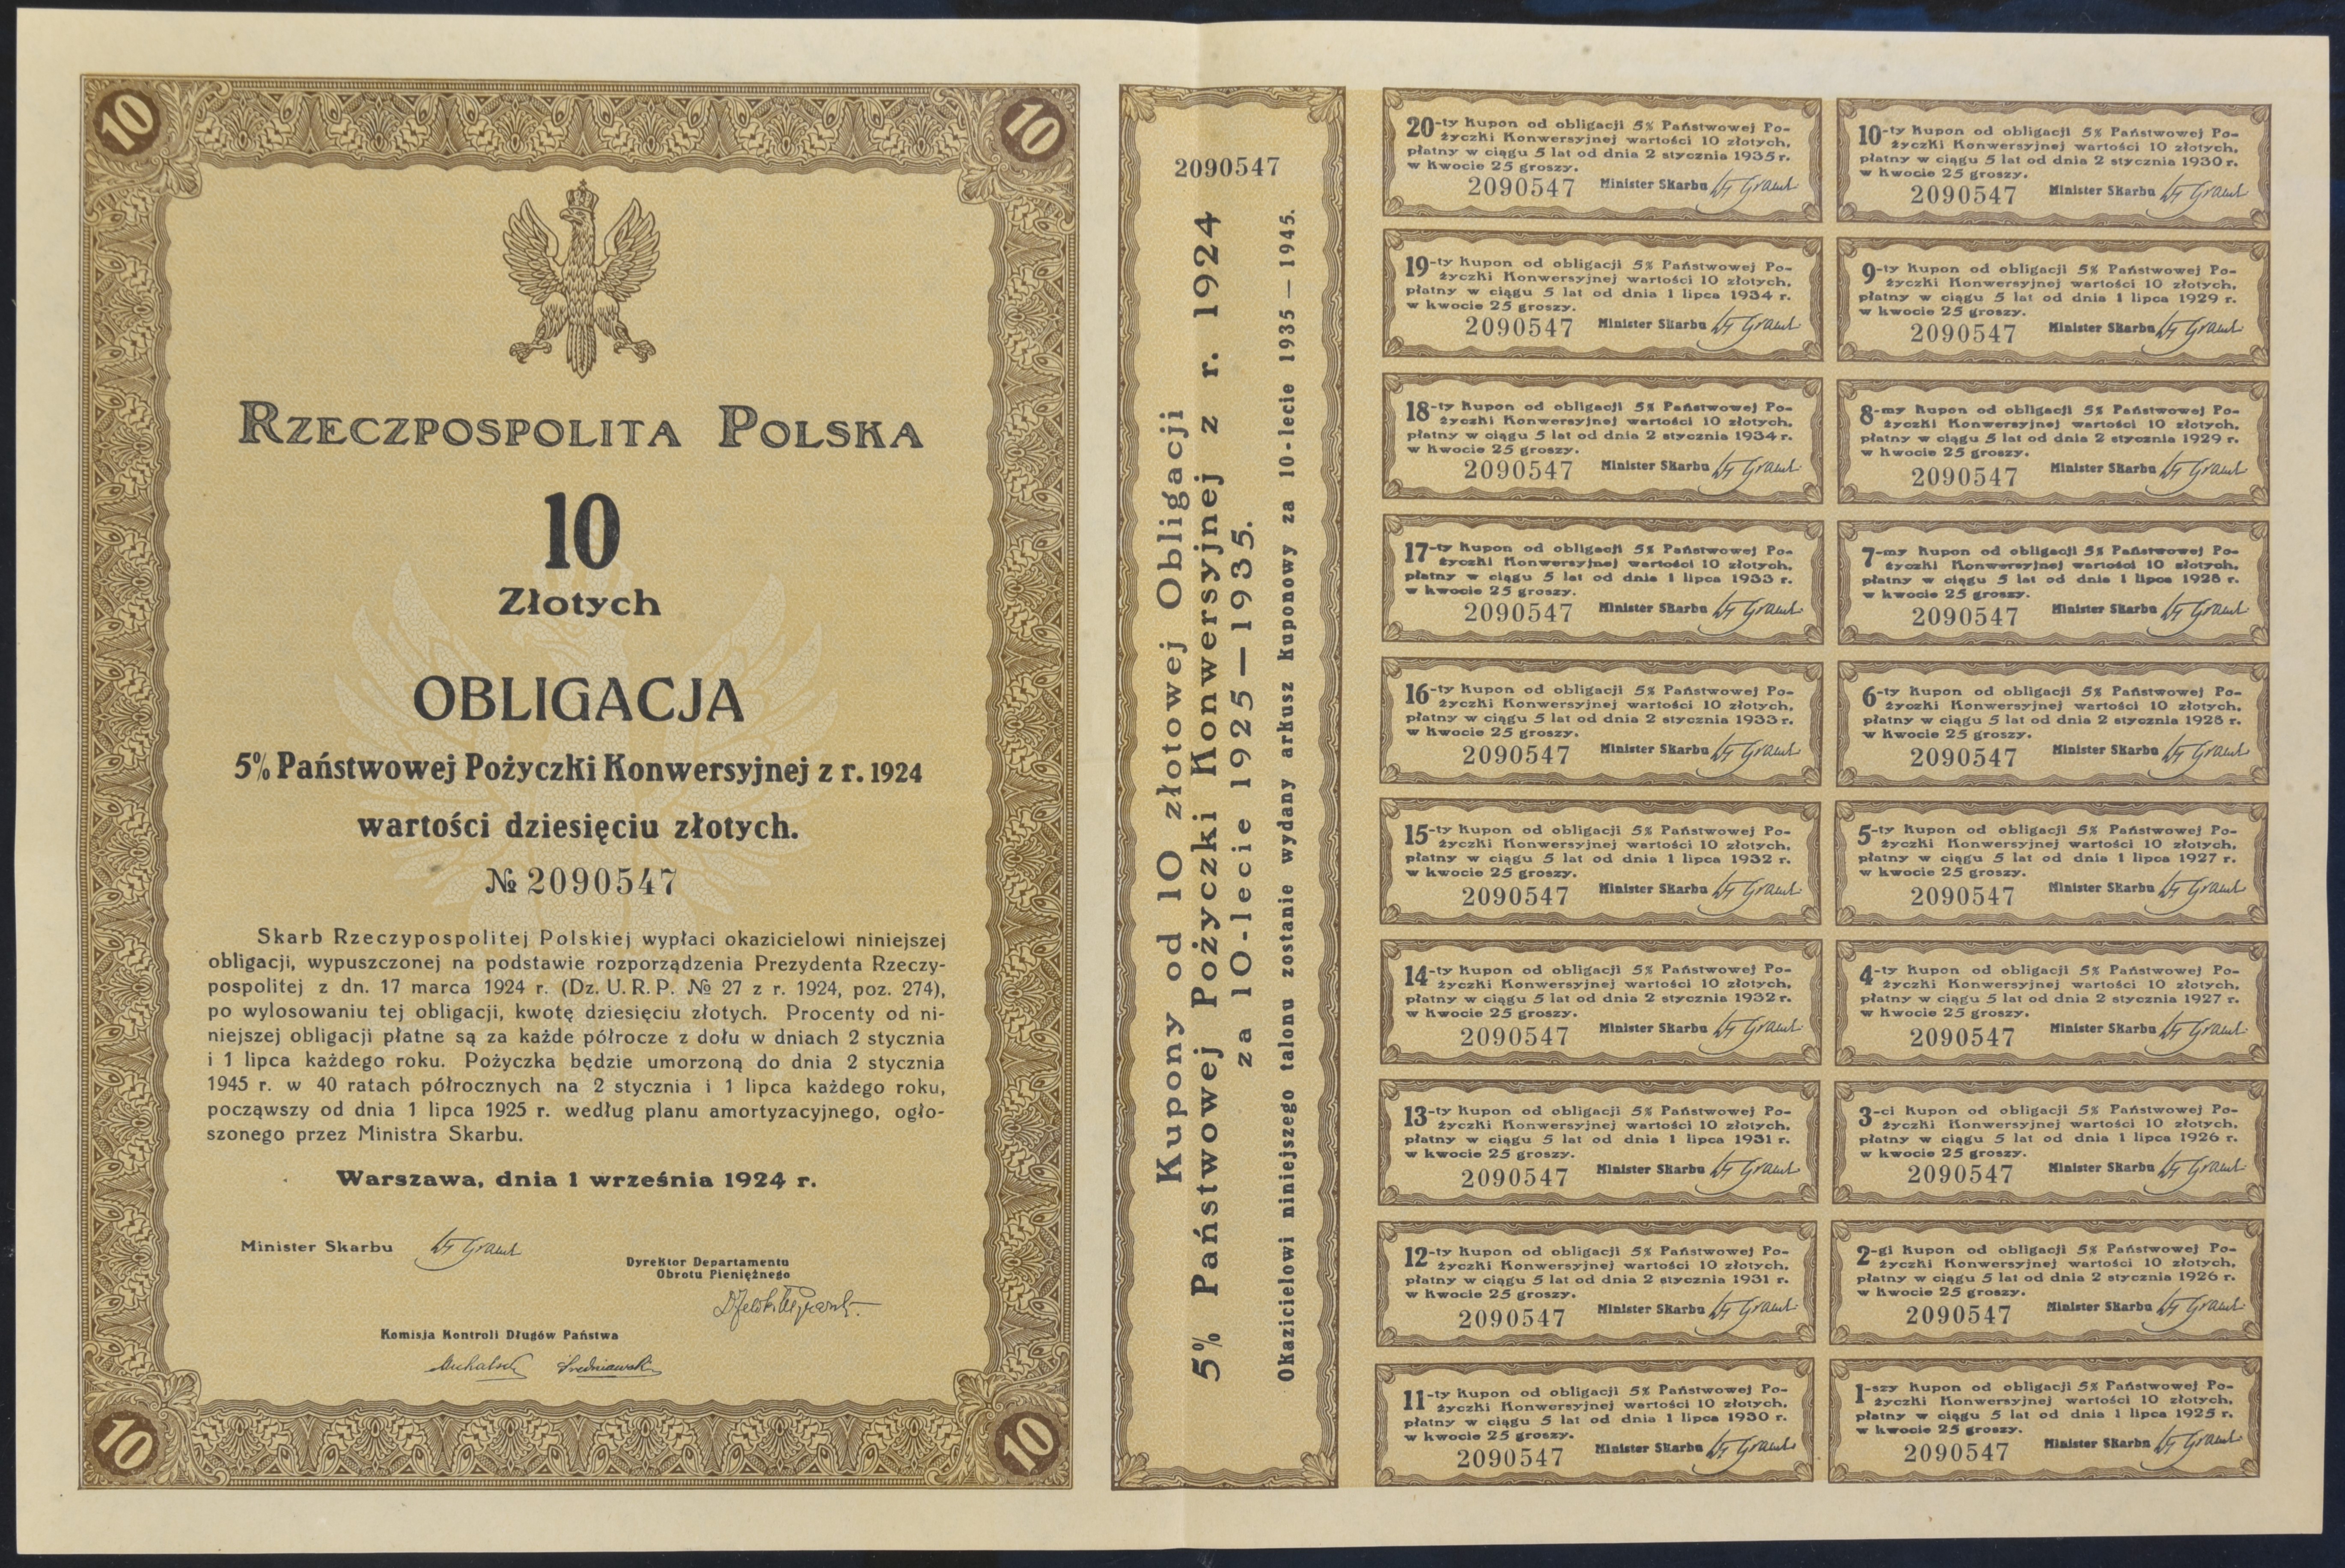 10
10
RZECZPOSPOLITA POLSKA
10
Złotych
OBLIGACJA
5% Państwowej Pożyczki Konwersyjnej z r. 1924
wartości dziesięciu złotych.
№ 2090547
Skarb Rzeczypospolitej Polskiej wypłaci okazicielowi niniejszej
obligacji, wypuszczonej na podstawie rozporządzenia Prezydenta Rzeczy-
pospolitej z dn. 17 marca 1924 r. (Dz. U. R. P. № 27 z r. 1924, poz. 274),
po wylosowaniu tej obligacji, kwotę dziesięciu złotych. Procenty od ni-
niejszej obligacji płatne są za każde półrocze z dołu w dniach 2 stycznia
i 1 lipca każdego roku. Pożyczka będzie umorzoną do dnia 2 stycznia
1945 r. w 40 ratach półrocznych na 2 stycznia i 1 lipca każdego roku,
począwszy od dnia 1 lipca 1925 r. według planu amortyzacyjnego, ogło-
szonego przez Ministra Skarbu.
Warszawa, dnia 1 września 1924 r.
Minister Skarbu
Dyrektor Departamentu
Obrotu Pieniężnego
Komisja Kontroli Długów Państwa
10
10
2090547
Kupony od 10 złotowej Obligacji
5% Państwowej Pożyczki Konwersyjnej z r. 1924
za 10-lecie 1925—1935.
Okazicielowi niniejszego talonu zostanie wydany arkusz kuponowy za 10-lecie 1935—1945.
20-ty Kupon od obligacji 5% Państwowej Po-
życzki Konwersyjnej wartości 10 złotych,
płatny w ciągu 5 lat od dnia 2 stycznia 1935 r.
w kwocie 25 groszy.
2090547 Minister Skarbu W Grabski
19-ty Kupon od obligacji 5% Państwowej Po-
życzki Konwersyjnej wartości 10 złotych,
płatny w ciągu 5 lat od dnia 1 lipca 1934 r.
w kwocie 25 groszy.
2090547 Minister Skarbu
18-ty Kupon od obligacji 5% Państwowej Po-
życzki Konwersyjnej wartości 10 złotych,
płatny w ciągu 5 lat od dnia 2 stycznia 1934 r.
w kwocie 25 groszy.
2090547 Minister Skarbu
17-ty Kupon od obligacji 5% Państwowej Po-
życzki Konwersyjnej wartości 10 złotych,
płatny w ciągu 5 lat od dnia 1 lipca 1933 r.
w kwocie 25 groszy.
2090547 Minister Skarbu
16-ty Kupon od obligacji 5% Państwowej Po-
życzki Konwersyjnej wartości 10 złotych,
płatny w ciągu 5 lat od dnia 2 stycznia 1933 r.
w kwocie 25 groszy.
2090547 Minister Skarbu
15-ty Kupon od obligacji 5% Państwowej Po-
życzki Konwersyjnej wartości 10 złotych,
płatny w ciągu 5 lat od dnia 1 lipca 1932 r.
w kwocie 25 groszy.
2090547 Minister Skarbu
14-ty Kupon od obligacji 5% Państwowej Po-
życzki Konwersyjnej wartości 10 złotych,
płatny w ciągu 5 lat od dnia 2 stycznia 1932 r.
w kwocie 25 groszy.
2090547 Minister Skarbu
13-ty Kupon od obligacji 5% Państwowej Po-
życzki Konwersyjnej wartości 10 złotych,
płatny w ciągu 5 lat od dnia 1 lipca 1931 r.
w kwocie 25 groszy.
2090547 Minister Skarbu
12-ty Kupon od obligacji 5% Państwowej Po-
życzki Konwersyjnej wartości 10 złotych,
płatny w ciągu 5 lat od dnia 2 stycznia 1931 r.
w kwocie 25 groszy.
2090547 Minister Skarbu
11-ty Kupon od obligacji 5% Państwowej Po-
życzki Konwersyjnej wartości 10 złotych,
płatny w ciągu 5 lat od dnia 1 lipca 1930 r.
w kwocie 25 groszy.
2090547 Minister Skarbu
10-ty Kupon od obligacji 5% Państwowej Po-
życzki Konwersyjnej wartości 10 złotych,
płatny w ciągu 5 lat od dnia 2 stycznia 1930 r.
w kwocie 25 groszy.
2090547 Minister Skarbu
9-ty Kupon od obligacji 5% Państwowej Po-
życzki Konwersyjnej wartości 10 złotych,
płatny w ciągu 5 lat od dnia 1 lipca 1929 r.
w kwocie 25 groszy.
2090547 Minister Skarbu
8-my Kupon od obligacji 5% Państwowej Po-
życzki Konwersyjnej wartości 10 złotych,
płatny w ciągu 5 lat od dnia 2 stycznia 1929 r.
w kwocie 25 groszy.
2090547 Minister Skarbu
7-my Kupon od obligacji 5% Państwowej Po-
życzki Konwersyjnej wartości 10 złotych,
płatny w ciągu 5 lat od dnia 1 lipca 1928 r.
w kwocie 25 groszy.
2090547 Minister Skarbu
6-ty Kupon od obligacji 5% Państwowej Po-
życzki Konwersyjnej wartości 10 złotych,
płatny w ciągu 5 lat od dnia 2 stycznia 1928 r.
w kwocie 25 groszy.
2090547 Minister Skarbu
5-ty Kupon od obligacji 5% Państwowej Po-
życzki Konwersyjnej wartości 10 złotych,
płatny w ciągu 5 lat od dnia 1 lipca 1927 r.
w kwocie 25 groszy.
2090547 Minister Skarbu
4-ty Kupon od obligacji 5% Państwowej Po-
życzki Konwersyjnej wartości 10 złotych,
płatny w ciągu 5 lat od dnia 2 stycznia 1927 r.
w kwocie 25 groszy.
2090547 Minister Skarbu
3-ci Kupon od obligacji 5% Państwowej Po-
życzki Konwersyjnej wartości 10 złotych,
płatny w ciągu 5 lat od dnia 1 lipca 1926 r.
w kwocie 25 groszy.
2090547 Minister Skarbu
2-gi Kupon od obligacji 5% Państwowej Po-
życzki Konwersyjnej wartości 10 złotych,
płatny w ciągu 5 lat od dnia 2 stycznia 1926 r.
w kwocie 25 groszy.
2090547 Minister Skarbu
1-szy Kupon od obligacji 5% Państwowej Po-
życzki Konwersyjnej wartości 10 złotych,
płatny w ciągu 5 lat od dnia 1 lipca 1925 r.
w kwocie 25 groszy.
2090547 Minister Skarbu